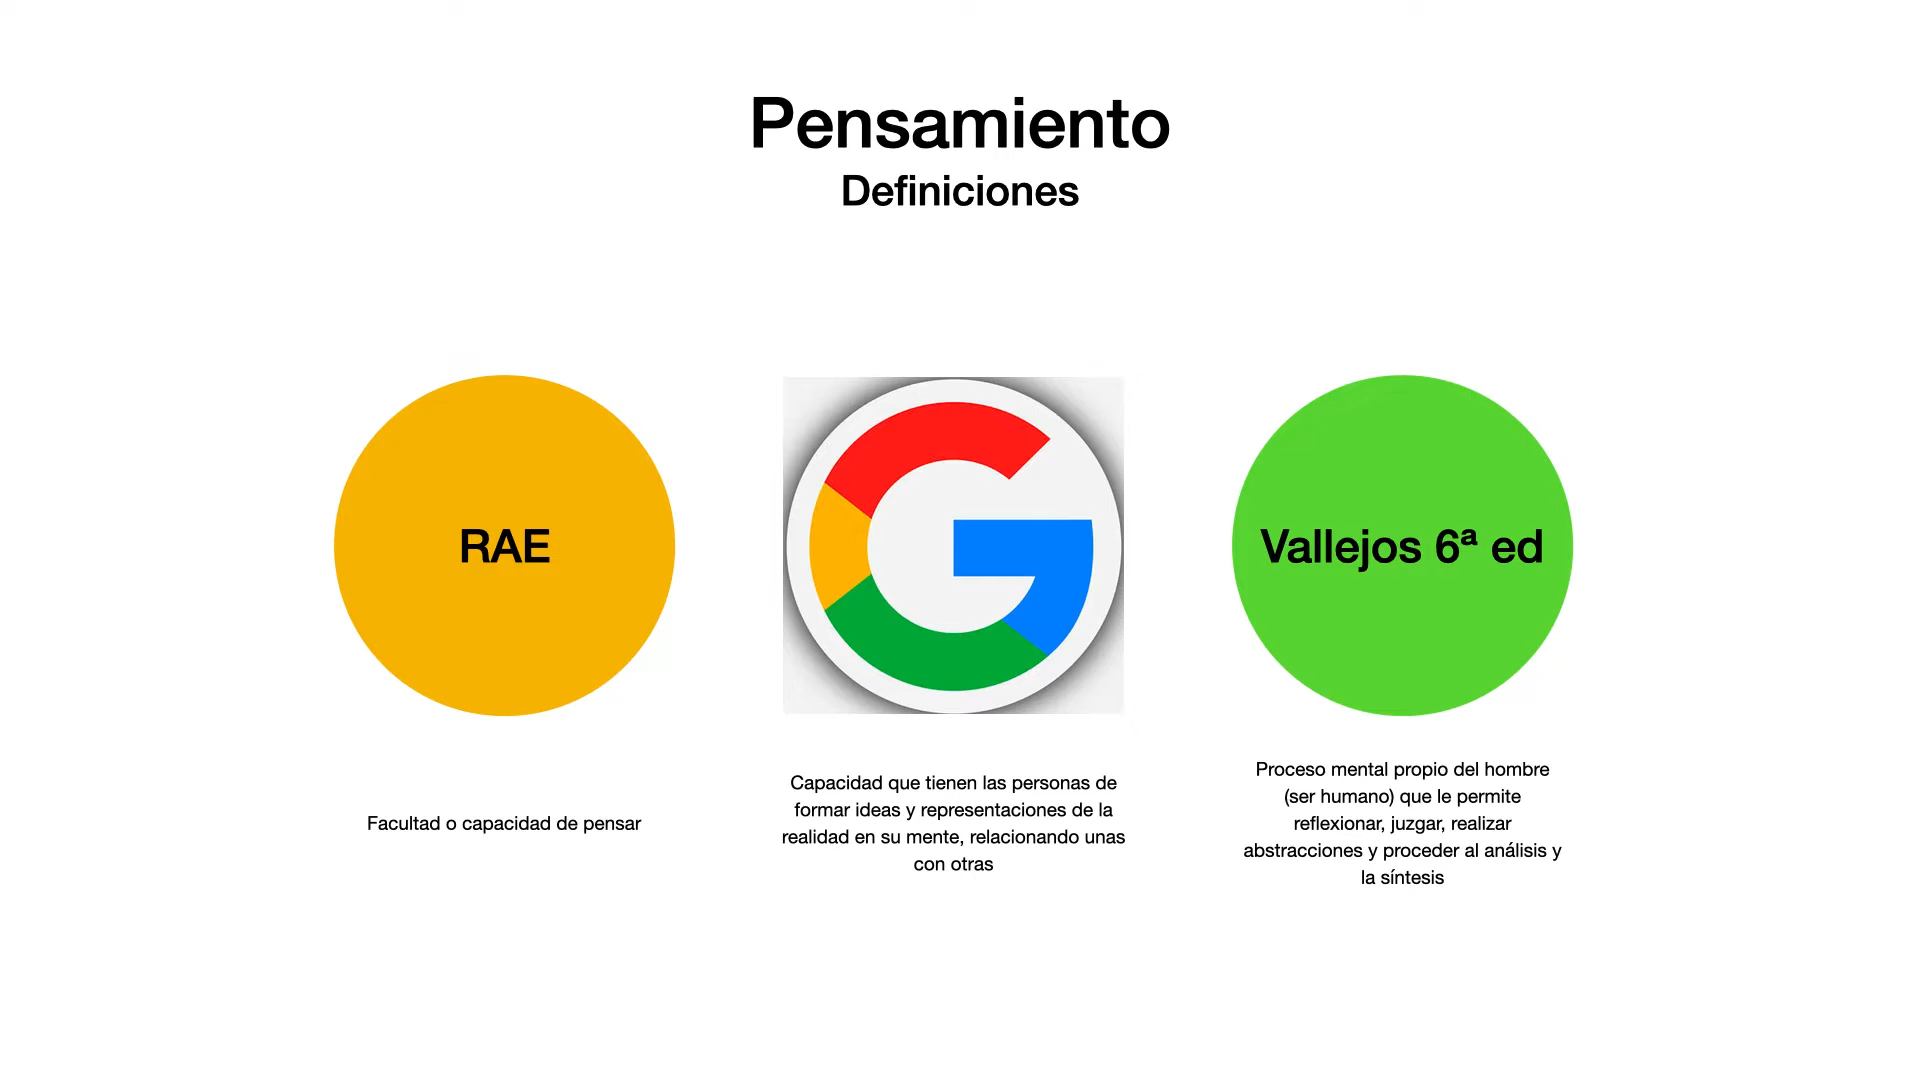 Pensamiento
Definiciones
RAE
Vallejos 6ª ed
Facultad o capacidad de pensar
Capacidad que tienen las personas de
formar ideas y representaciones de la
realidad en su mente, relacionando unas
con otras
Proceso mental propio del hombre
(ser humano) que le permite
reflexionar, juzgar, realizar
abstracciones y proceder al análisis y
la síntesis